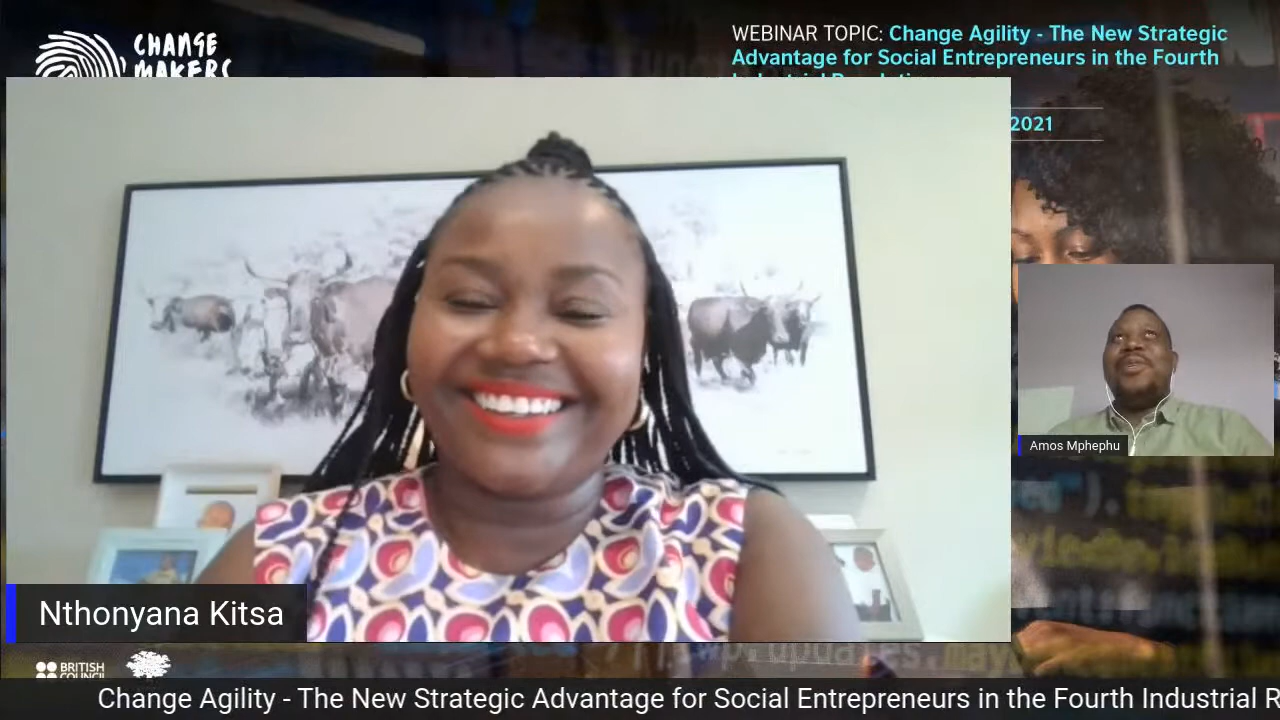 CHANGE
MAKERS
WEBINAR TOPIC: Change Agility - The New Strategic
Advantage for Social Entrepreneurs in the Fourth
2021
Amos Mphephu
Nthonyana Kitsa
BRITISH
COUNCIL
Change Agility - The New Strategic Advantage for Social Entrepreneurs in the Fourth Industrial R